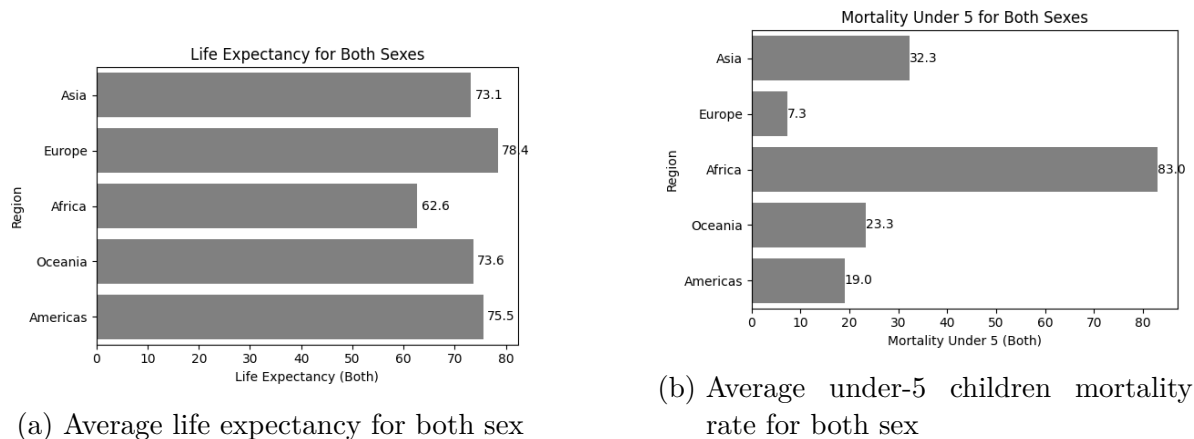 Life Expectancy for Both Sexes
Region
Asia 73.1
Europe 78.4
Africa 62.6
Oceania 73.6
Americas 75.5
0 10 20 30 40 50 60 70 80
Life Expectancy (Both)
(a) Average life expectancy for both sex
Mortality Under 5 for Both Sexes
Region
Asia 32.3
Europe 7.3
Africa 83.0
Oceania 23.3
Americas 19.0
0 10 20 30 40 50 60 70 80
Mortality Under 5 (Both)
(b) Average under-5 children mortality
rate for both sex